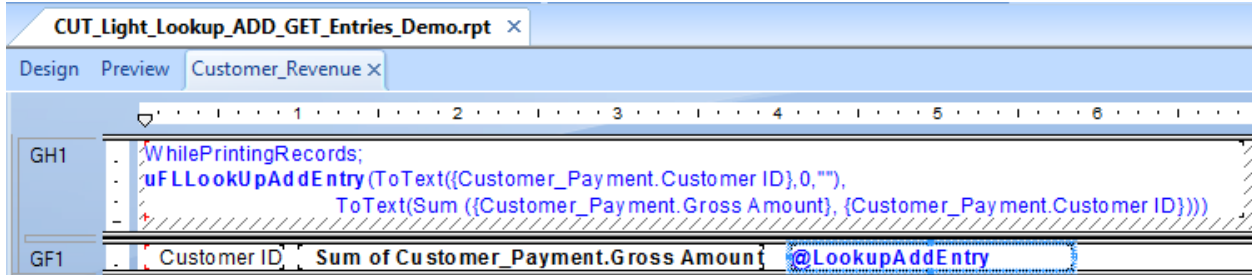 CUT_Light_Lookup_ADD_GET_Entries_Demo.rpt ×
Design Preview Customer_Revenue ×
1 2 3 4 5 6
GH1
WhilePrintingRecords;
uFLLookUpAddEntry(ToText({Customer_Payment.Customer ID},0,""),
ToText(Sum ({Customer_Payment.Gross Amount}, {Customer_Payment.Customer ID})))
GF1 Customer ID Sum of Customer_Payment.Gross Amount @LookupAddEntry